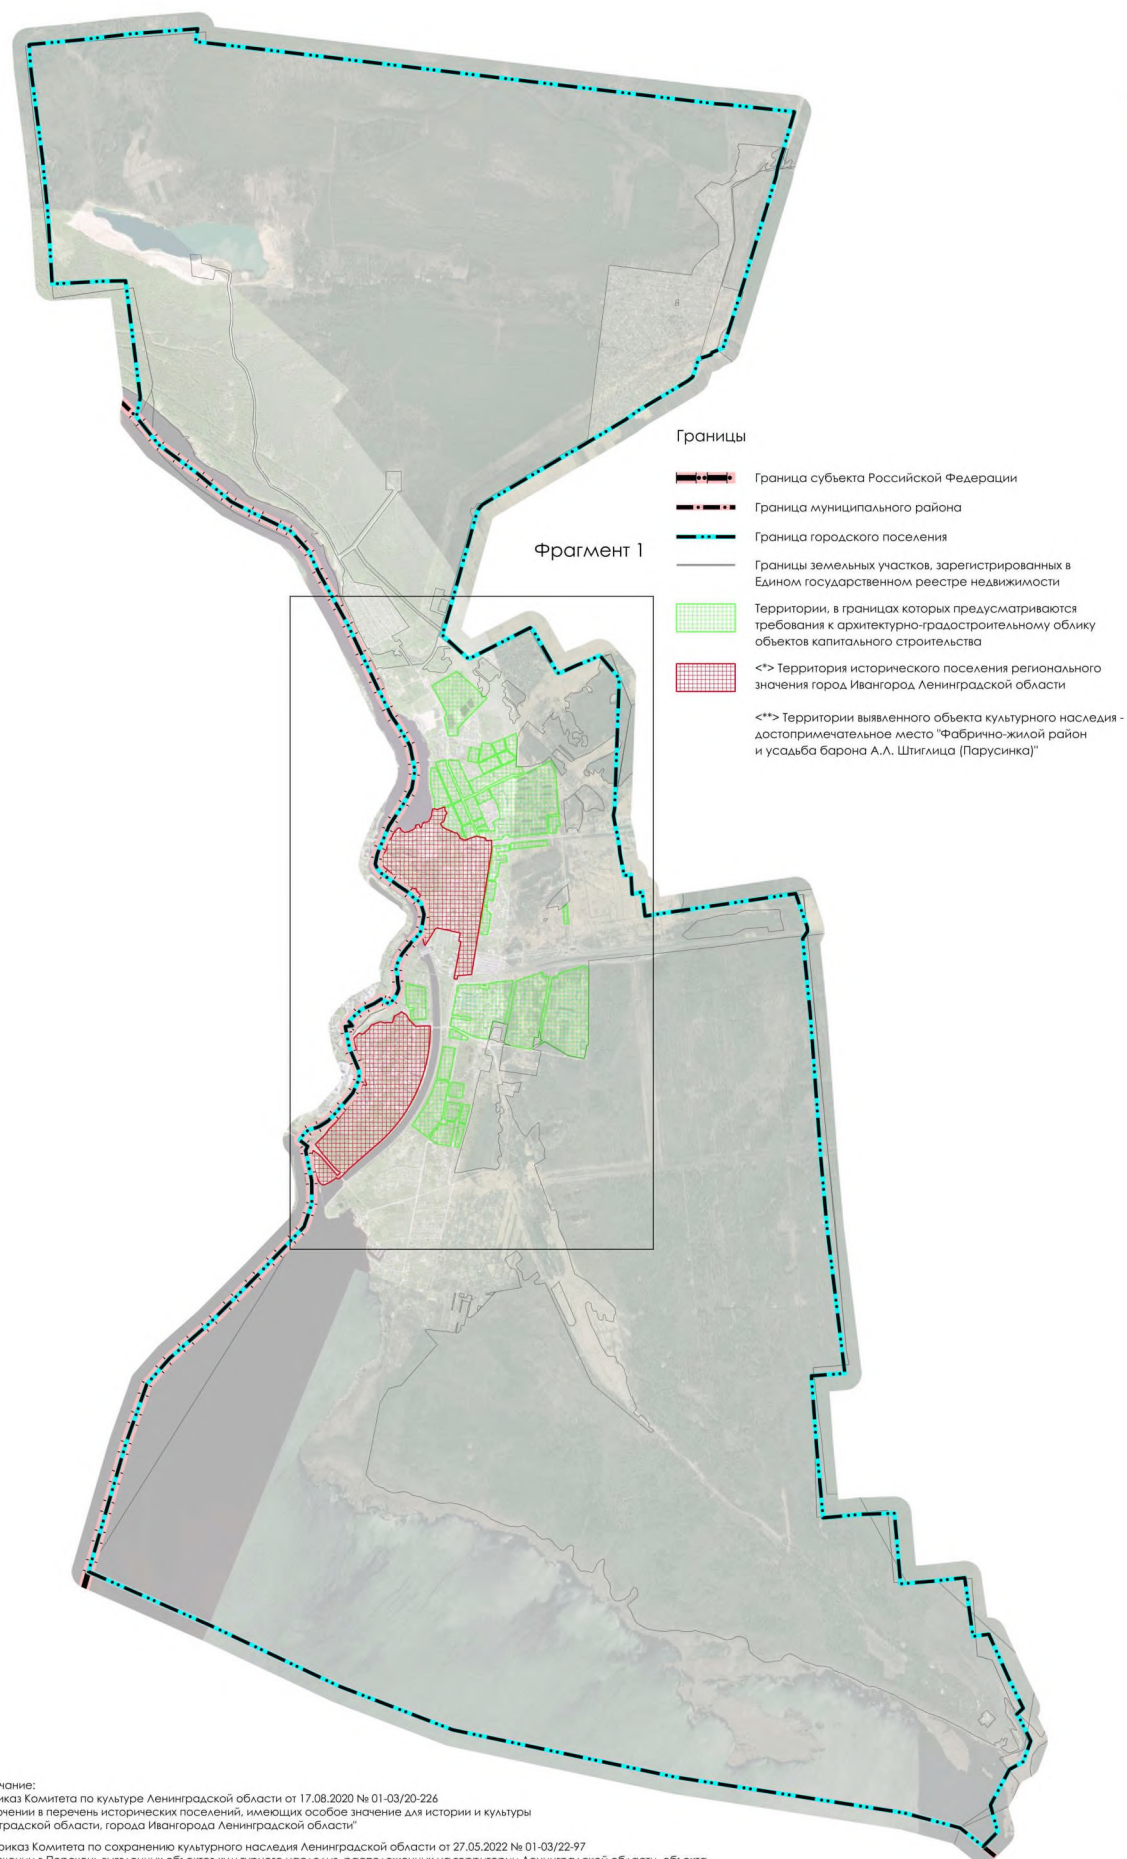 Границы
Граница субъекта Российской Федерации
Граница муниципального района
Граница городского поселения
Границы земельных участков, зарегистрированных в
Едином государственном реестре недвижимости
Территории, в границах которых предусматриваются
требования к архитектурно-градостроительному облику
объектов капитального строительства
<*> Территория исторического поселения регионального
значения город Ивангород Ленинградской области
<**> Территории выявленного объекта культурного наследия -
достопримечательное место "Фабрично-жилой район
и усадьба барона А.Л. Штиглица (Парусинка)"
Фрагмент 1
чание:
иказ Комитета по культуре Ленинградской области от 17.08.2020 № 01-03/20-226
чении в перечень исторических поселений, имеющих особое значение для истории и культуры
градской области, города Ивангорода Ленинградской области"
риказ Комитета по сохранению культурного наследия Ленинградской области от 27.05.2022 № 01-03/22-97